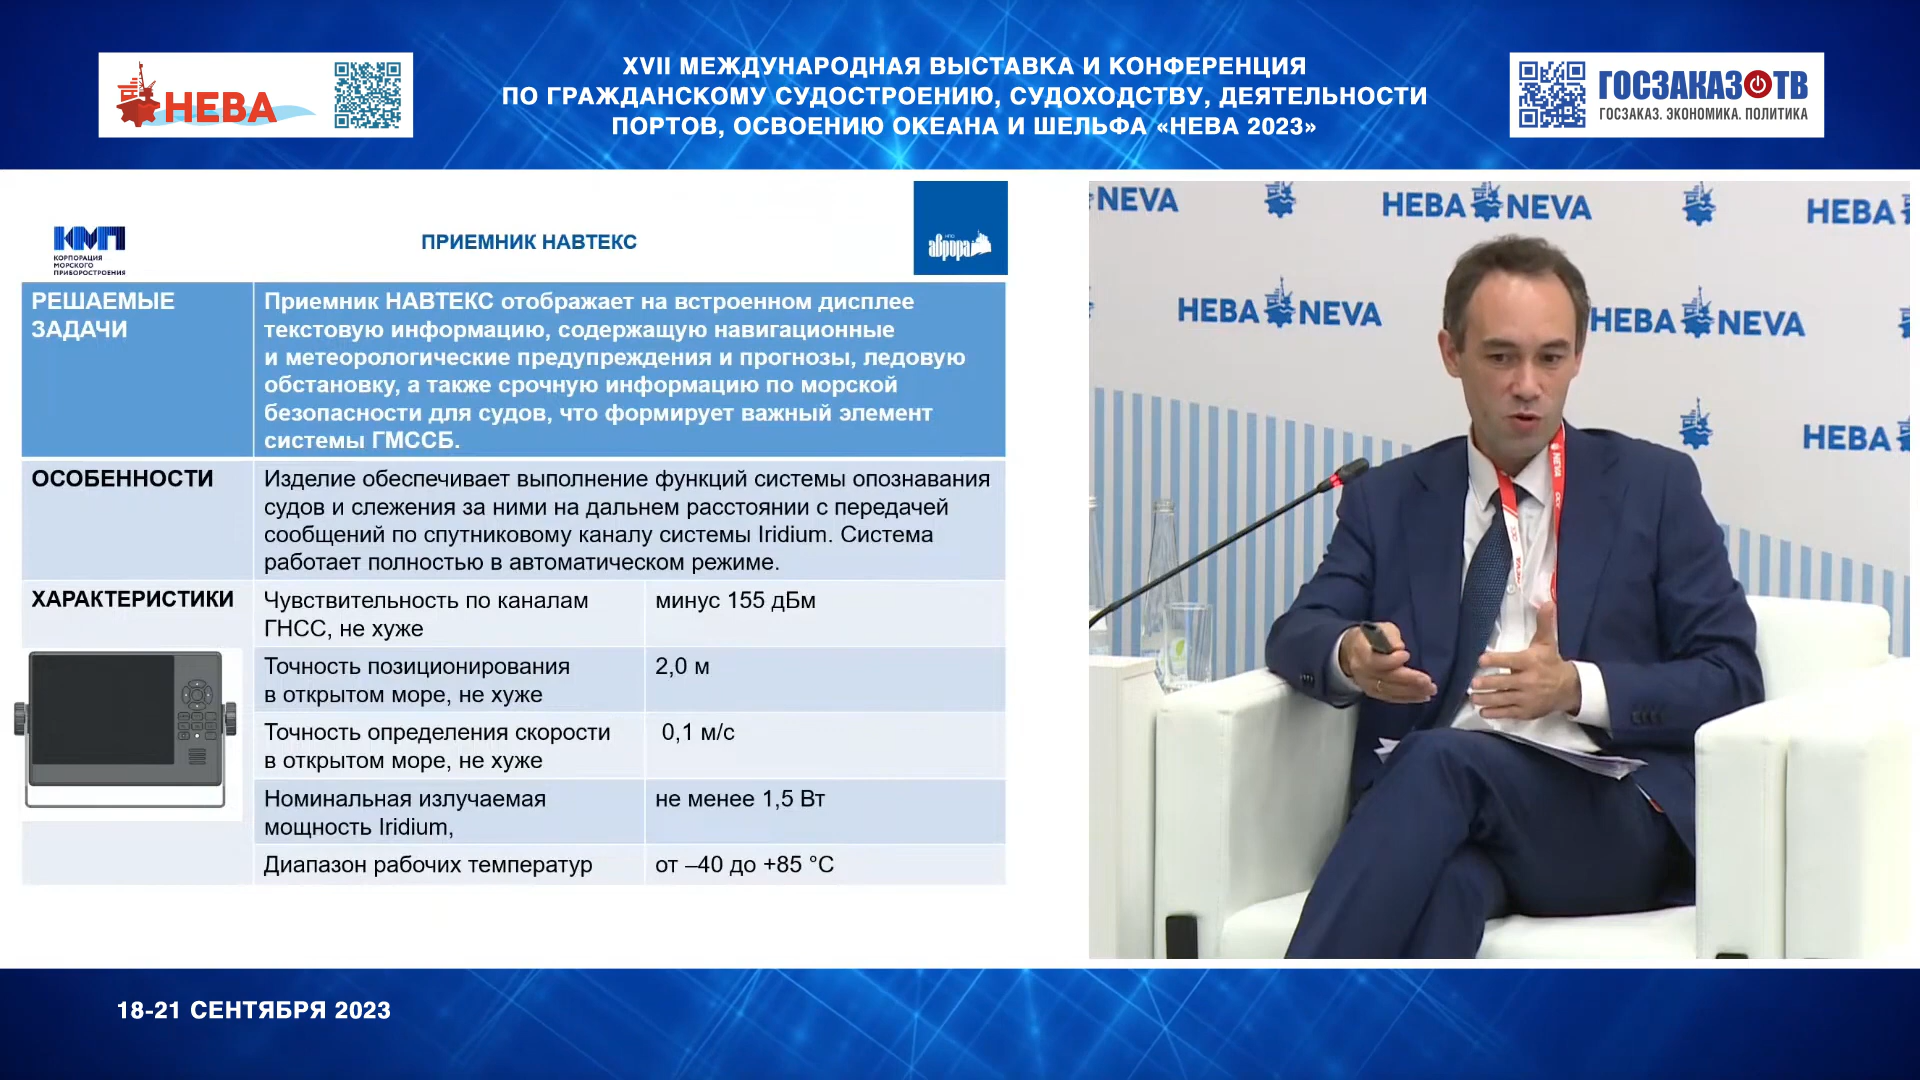 НЕВА
XVII МЕЖДУНАРОДНАЯ ВЫСТАВКА И КОНФЕРЕНЦИЯ
ПО ГРАЖДАНСКОМУ СУДОСТРОЕНИЮ, СУДОХОДСТВУ, ДЕЯТЕЛЬНОСТИ
ПОРТОВ, ОСВОЕНИЮ ОКЕАНА И ШЕЛЬФА «НЕВА 2023»
ГОСЗАКАЗ ТВ
ГОСЗАКАЗ. ЭКОНОМИКА. ПОЛИТИКА
КМП
КОРПОРАЦИЯ
МОРСКОГО
ПРИБОРОСТРОЕНИЯ
ПРИЕМНИК НАВТЕКС
НПО
аврора
РЕШАЕМЫЕ
ЗАДАЧИ
Приемник НАВТЕКС отображает на встроенном дисплее
текстовую информацию, содержащую навигационные
и метеорологические предупреждения и прогнозы, ледовую
обстановку, а также срочную информацию по морской
безопасности для судов, что формирует важный элемент
системы ГМССБ.
ОСОБЕННОСТИ
Изделие обеспечивает выполнение функций системы опознавания
судов и слежения за ними на дальнем расстоянии с передачей
сообщений по спутниковому каналу системы Iridium. Система
работает полностью в автоматическом режиме.
ХАРАКТЕРИСТИКИ
Чувствительность по каналам
ГНСС, не хуже
минус 155 дБм
Точность позиционирования
в открытом море, не хуже
2,0 м
Точность определения скорости
в открытом море, не хуже
0,1 м/с
Номинальная излучаемая
мощность Iridium,
не менее 1,5 Вт
Диапазон рабочих температур
от –40 до +85 °C
NEVA
НЕВА NEVA
НЕВА
НЕВА NEVA
НЕВА NEVA
НЕВА
NEVA
NEVA
18-21 СЕНТЯБРЯ 2023